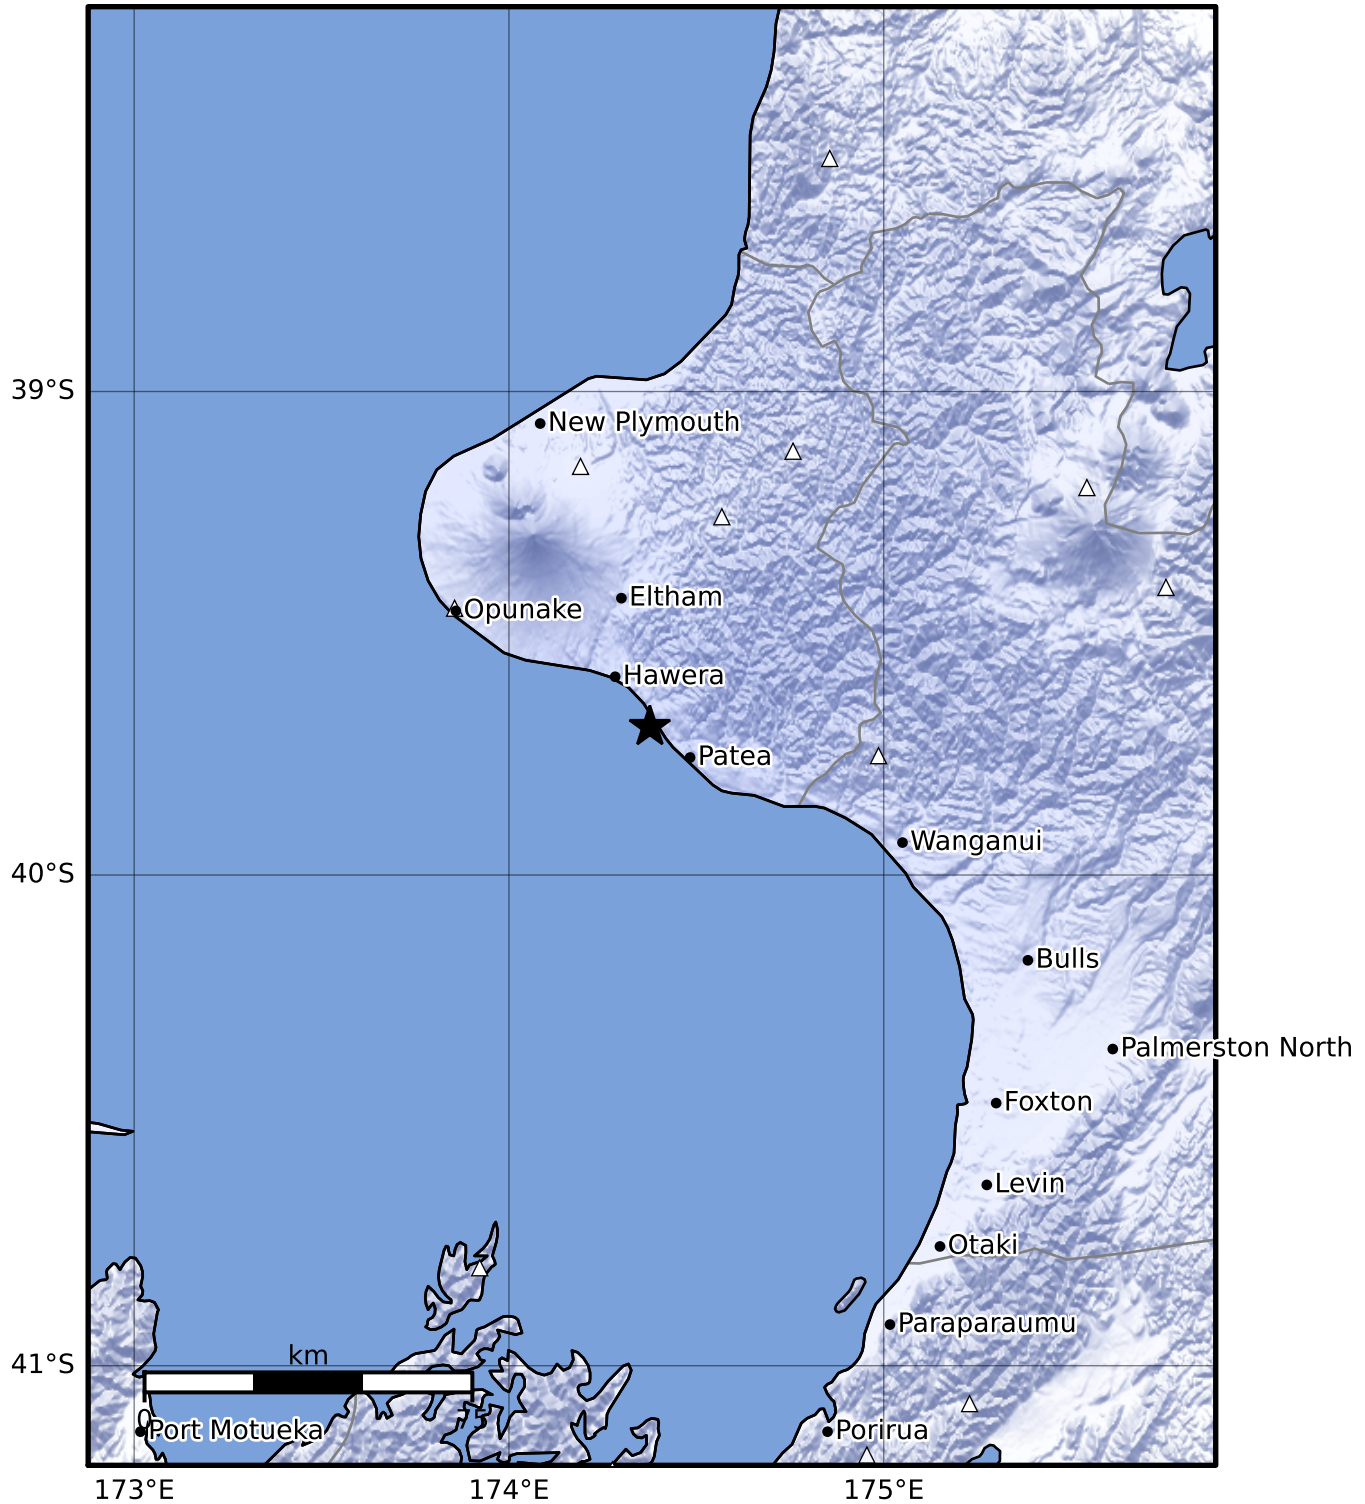 39°S
New Plymouth
Eltham
Opunake
Hawera
Patea
Wanganui
40°S
Bulls
Palmerston North
Foxton
Levin
Otaki
Paraparaumu
km
41°S
0
Port Motueka
Porirua
173°E
174°E
175°E